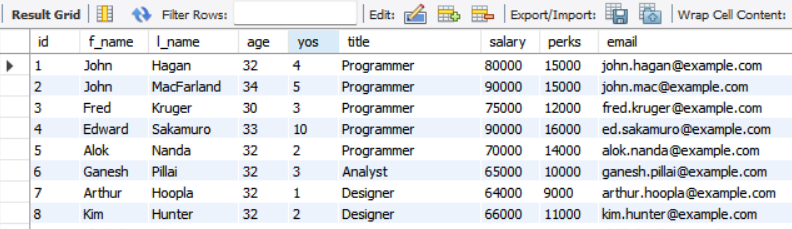 Result Grid Filter Rows: Edit: Export/Import: Wrap Cell Content:
id f_name l_name age yos title salary perks email
1 John Hagan 32 4 Programmer 80000 15000 john.hagan@example.com
2 John MacFarland 34 5 Programmer 90000 15000 john.mac@example.com
3 Fred Kruger 30 3 Programmer 75000 12000 fred.kruger@example.com
4 Edward Sakamuro 33 10 Programmer 90000 16000 ed.sakamuro@example.com
5 Alok Nanda 32 2 Programmer 70000 14000 alok.nanda@example.com
6 Ganesh Pillai 32 3 Analyst 65000 10000 ganesh.pillai@example.com
7 Arthur Hoopla 32 1 Designer 64000 9000 arthur.hoopla@example.com
8 Kim Hunter 32 2 Designer 66000 11000 kim.hunter@example.com